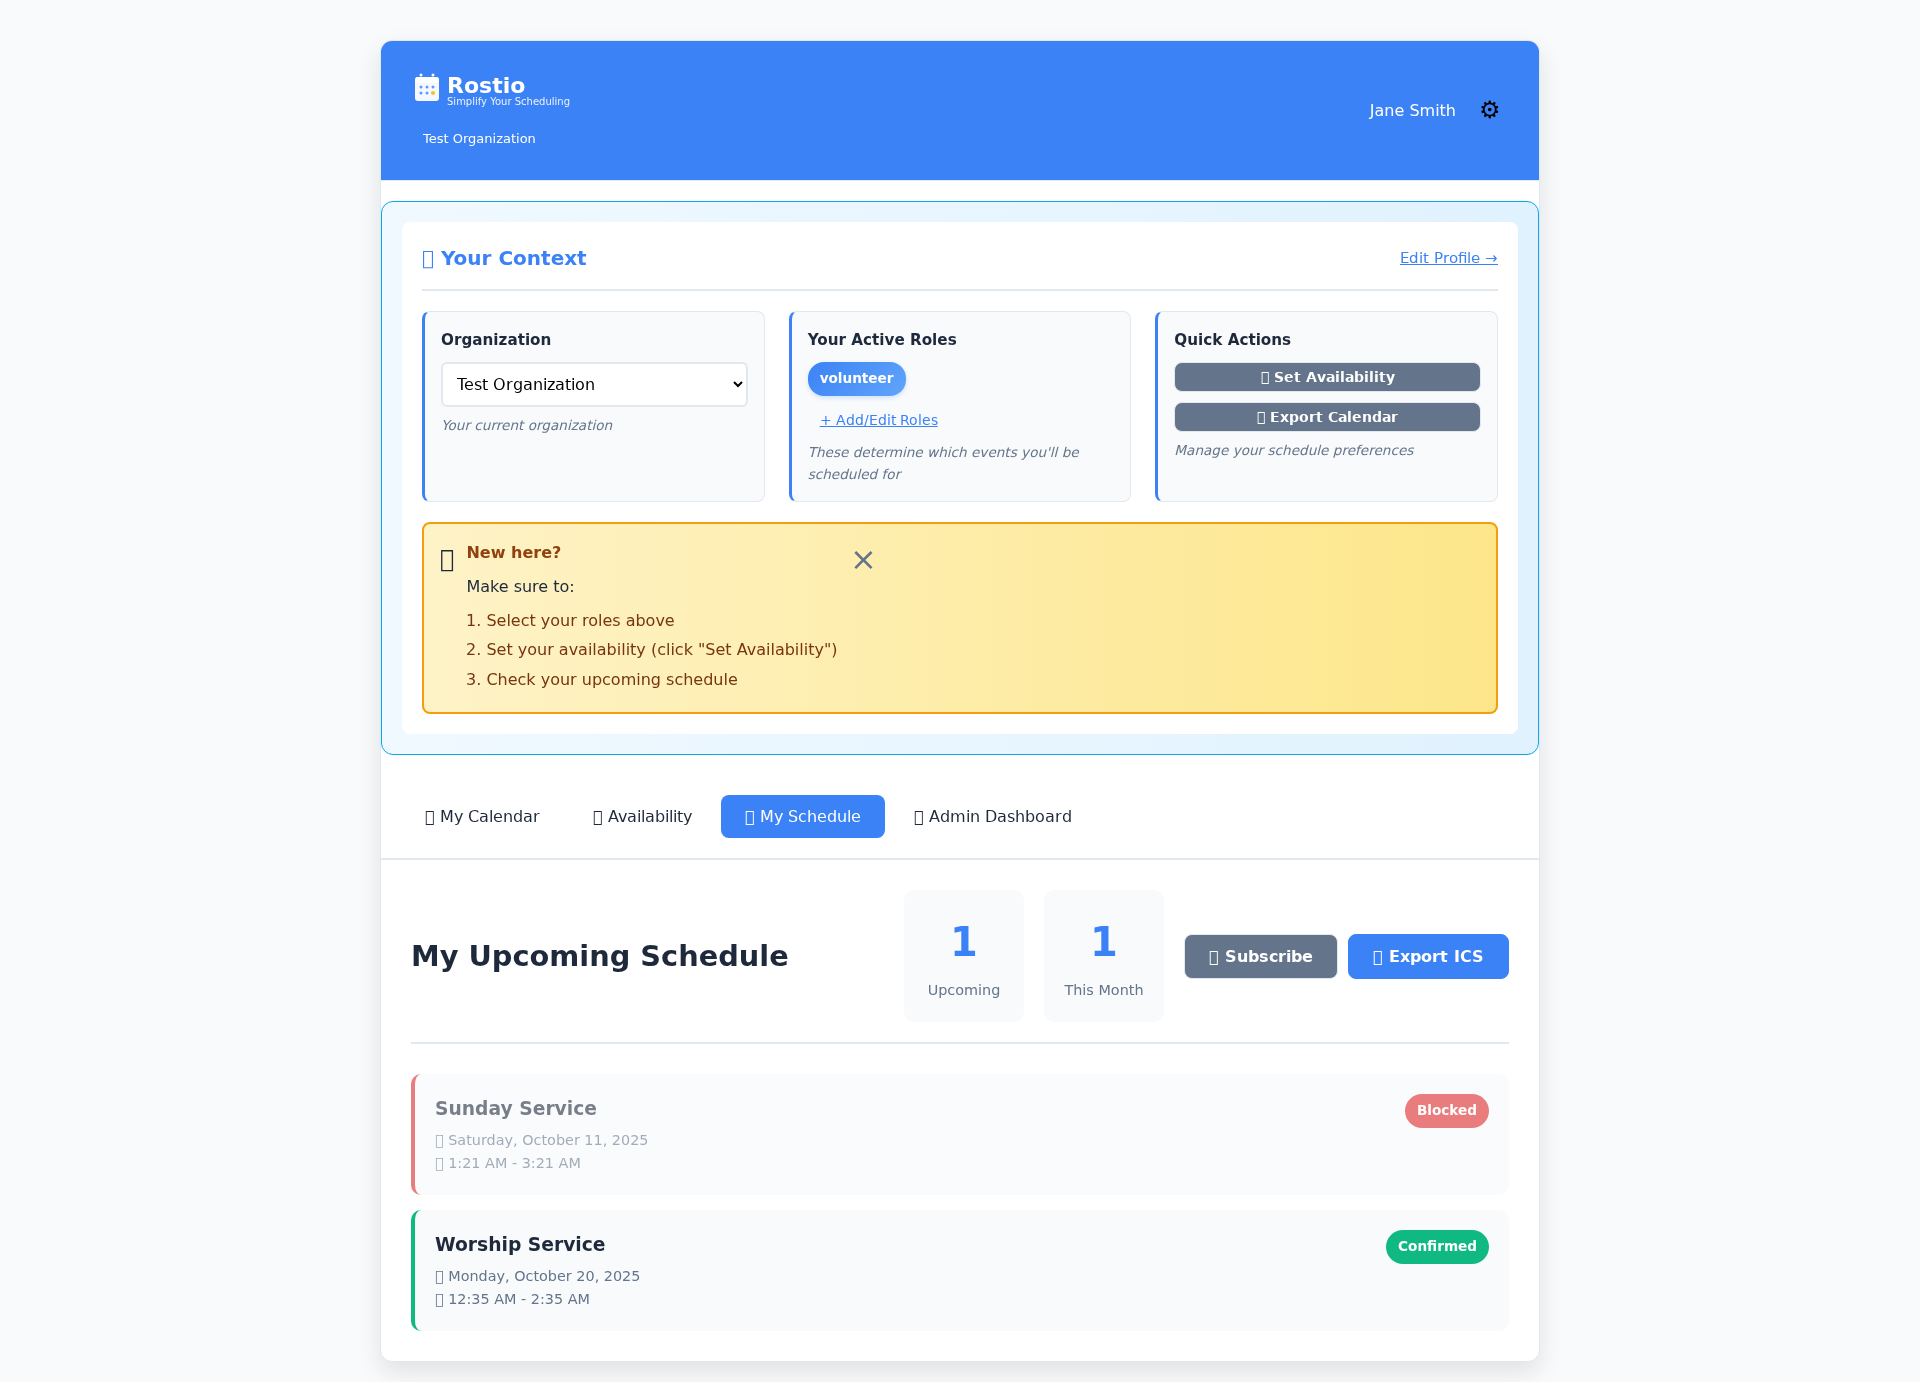 Rostio
Simplify Your Scheduling
Test Organization
Jane Smith
Your Context
Edit Profile →
Organization
Test Organization
Your current organization
Your Active Roles
volunteer
+ Add/Edit Roles
These determine which events you'll be
scheduled for
Quick Actions
Set Availability
Export Calendar
Manage your schedule preferences
New here?
Make sure to:
1. Select your roles above
2. Set your availability (click "Set Availability")
3. Check your upcoming schedule
My Calendar
Availability
My Schedule
Admin Dashboard
My Upcoming Schedule
1
Upcoming
1
This Month
Subscribe
Export ICS
Sunday Service
Blocked
Saturday, October 11, 2025
1:21 AM - 3:21 AM
Worship Service
Confirmed
Monday, October 20, 2025
12:35 AM - 2:35 AM